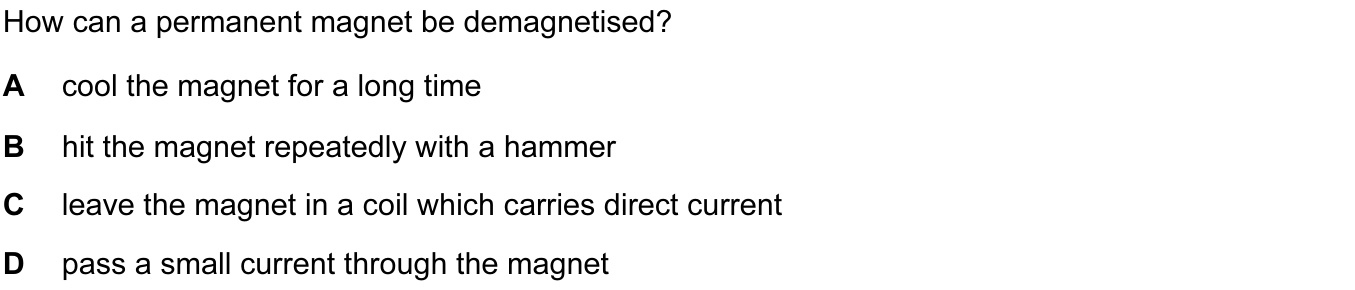 How can a permanent magnet be demagnetised?
A cool the magnet for a long time
B hit the magnet repeatedly with a hammer
C leave the magnet in a coil which carries direct current
D pass a small current through the magnet